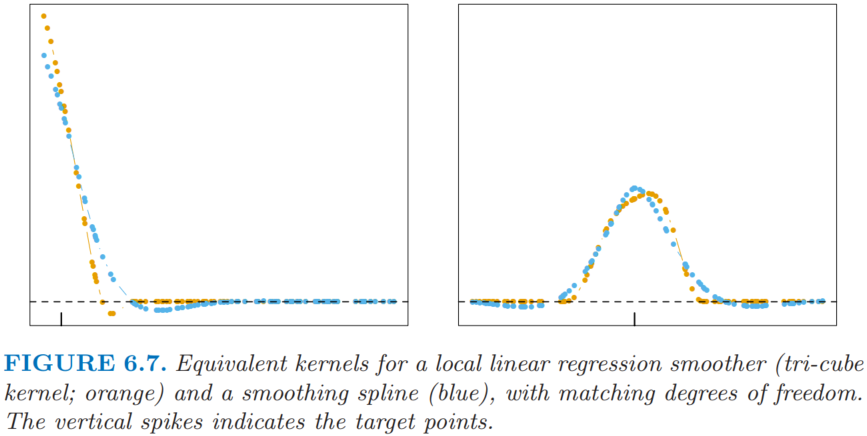 FIGURE 6.7. Equivalent kernels for a local linear regression smoother (tri-cube
kernel; orange) and a smoothing spline (blue), with matching degrees of freedom.
The vertical spikes indicates the target points.